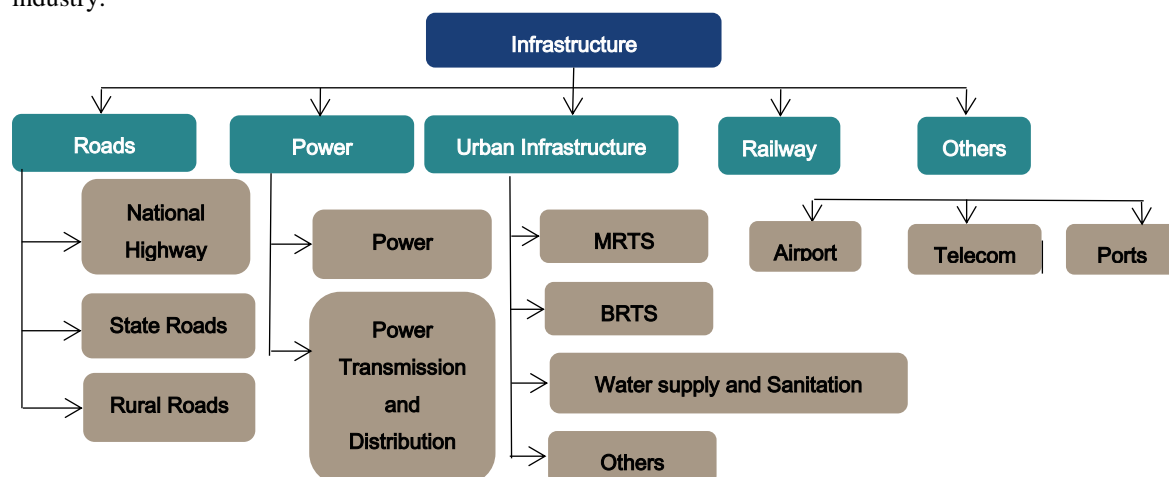 industry.
Infrastructure
Roads
Power
Urban Infrastructure
Railway
Others
National
Highway
State Roads
Rural Roads
Power
Power
Transmission
and
Distribution
MRTS
BRTS
Water supply and Sanitation
Others
Airport
Telecom
Ports